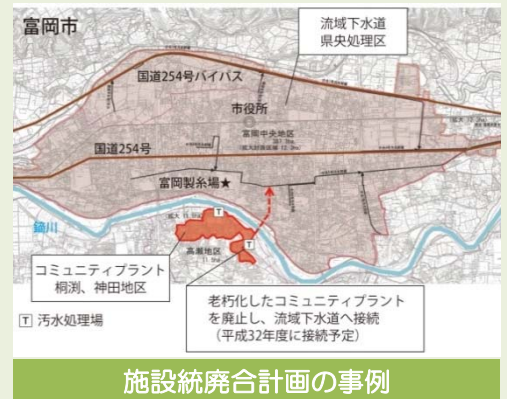 富岡市
流域下水道
県央処理区
国道254号バイパス
市役所
富岡中央地区
国道254号
富岡製糸場★
鏑川
T
高瀬地区
T
コミュニティプラント
桐渕、神田地区
老朽化したコミュニティプラント
を廃止し、流域下水道へ接続
(平成32年度に接続予定)
T 汚水処理場
施設統廃合計画の事例